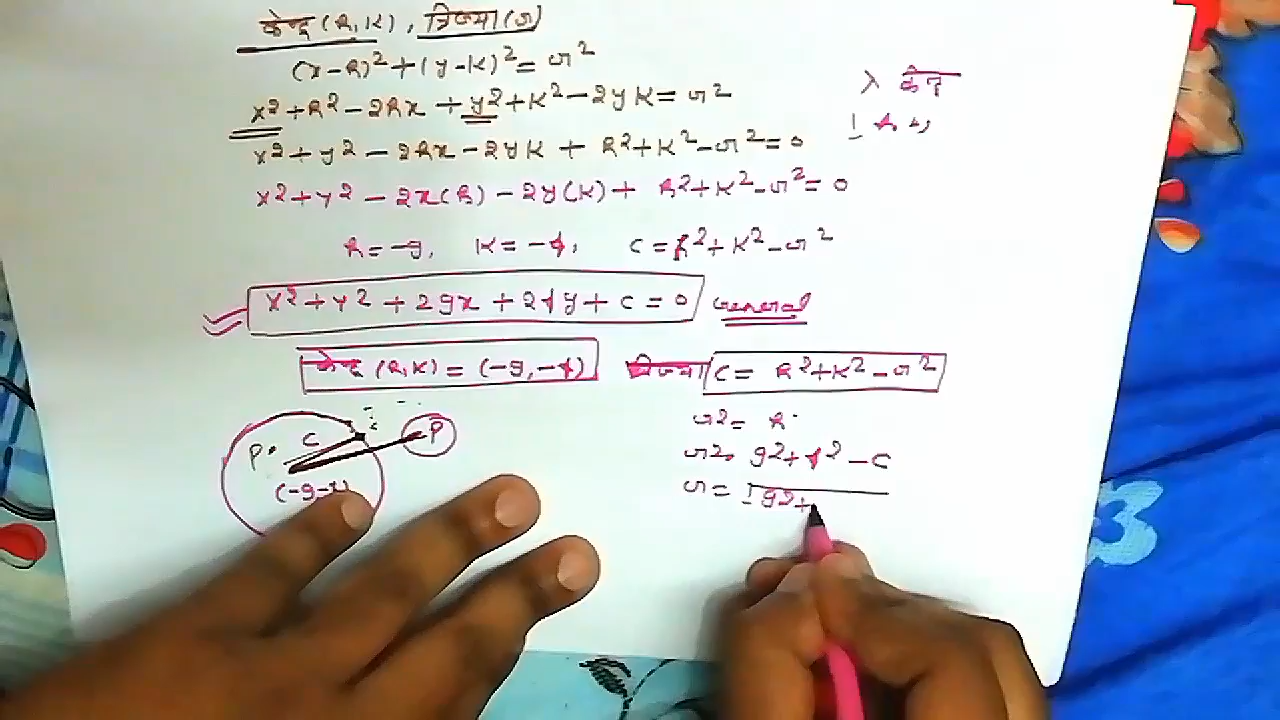 केन्द्र (h, k), त्रिज्या (r)
(x-h)²+(y-k)²=r²
x²+h²-2hx+y²+k²-2yk=r²
x²+y²-2hx-2yk+h²+k²-r²=0
x²+y²-2x(h)-2y(k)+h²+k²-r²=0
h=-g, k=-f, c=h²+k²-r²
x²+y²+2gx+2fy+c=0 General
केन्द्र (h,k)=(-g,-f) त्रिज्या c=h²+k²-r²
r²= h
r²= g²+f²-c
r=√g²+
P C P
(-g-f)